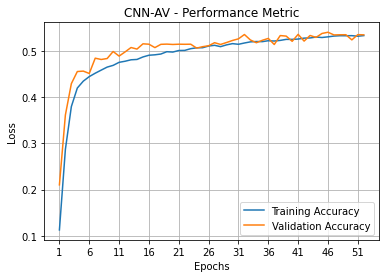 CNN-AV - Performance Metric
Loss
0.5
0.4
0.3
0.2
0.1
Training Accuracy
Validation Accuracy
1 6 11 16 21 26 31 36 41 46 51
Epochs